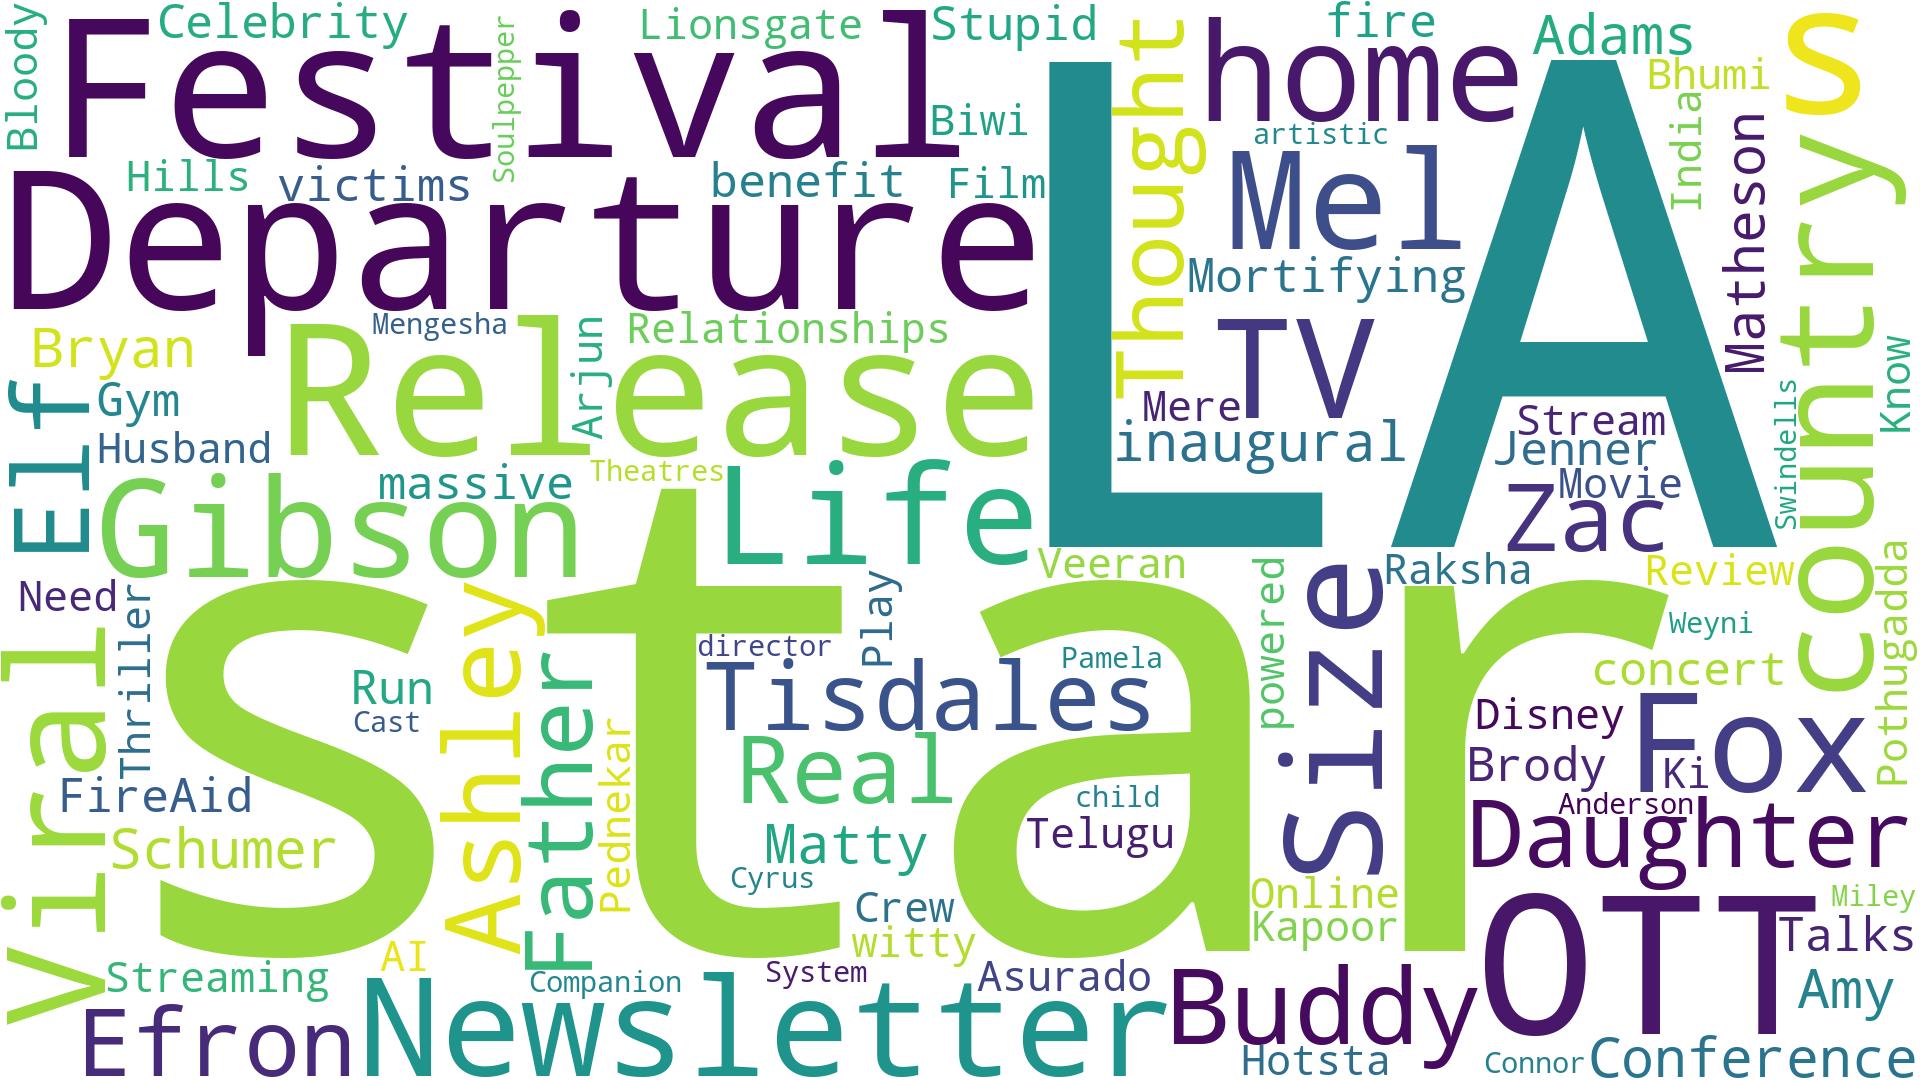 Bloody
Celebrity
Festival
Soulpepper
Lionsgate
Stupid
Biwi
LA
Thought
home
fire
artistic
Adams
Bhumi
India
Matheson
countrys
Hills
victims
benefit
Film
Departure
Mel
Mortifying
TV
Mere
inaugural
Bryan
Mengesha
Release
Arjun
Relationships
Elf
Gym
Husband
Gibson
massive
Theatres
Life
Stream
Jenner
Movie
Zac
Swindells
Know
Need
Viral
Thriller
star
Veeran
Raksha
Review
Weyni
Pothugadda
Ashley
Father
Run
Cast
director
Play
Tisdales
Pamela
powered
Size
concert
Disney
Fox
Brody
Ki
Anderson
Daughter
FireAid
Schumer
Pednekar
Real
child
Matty
Telugu
Cyrus
Crew
witty
Online
Kapoor
OTT
Miley
Talks
AI
Streaming
Efron
Newsletter
Companion
System
Asurado
Buddy
Hotsta
Amy
Connor
Conference